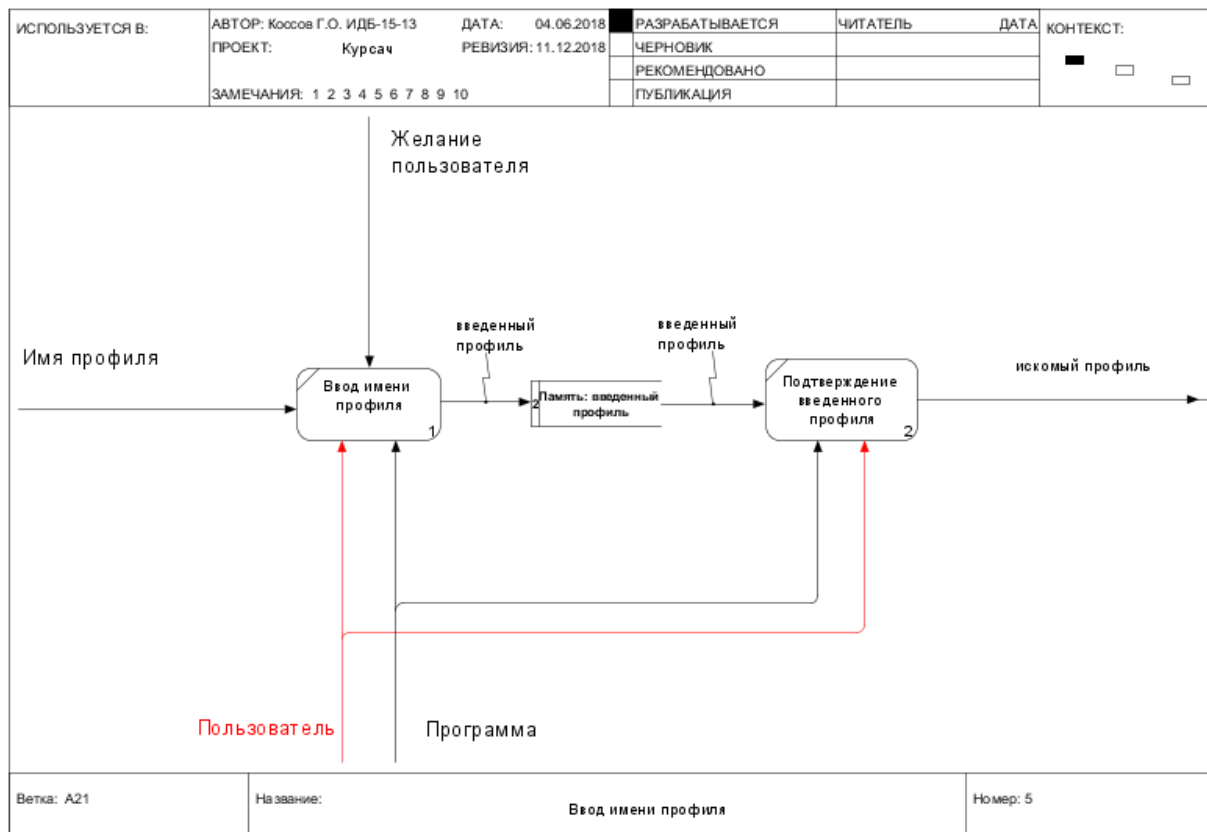 ИСПОЛЬЗУЕТСЯ В:
АВТОР: Коссов Г.О. ИДБ-15-13
ДАТА: 04.06.2018
ПРОЕКТ: Курсач
РЕВИЗИЯ: 11.12.2018
ЗАМЕЧАНИЯ: 1 2 3 4 5 6 7 8 9 10
РАЗРАБАТЫВАЕТСЯ
ЧЕРНОВИК
РЕКОМЕНДОВАНО
ПУБЛИКАЦИЯ
ЧИТАТЕЛЬ
ДАТА
КОНТЕКСТ:
Желание
пользователя
Имя профиля
Ввод имени
профиля
1
введенный
профиль
2
Память: введенный
профиль
введенный
профиль
Подтверждение
введенного
профиля
2
искомый профиль
Пользователь
Программа
Ветка: A21
Название:
Ввод имени профиля
Номер: 5